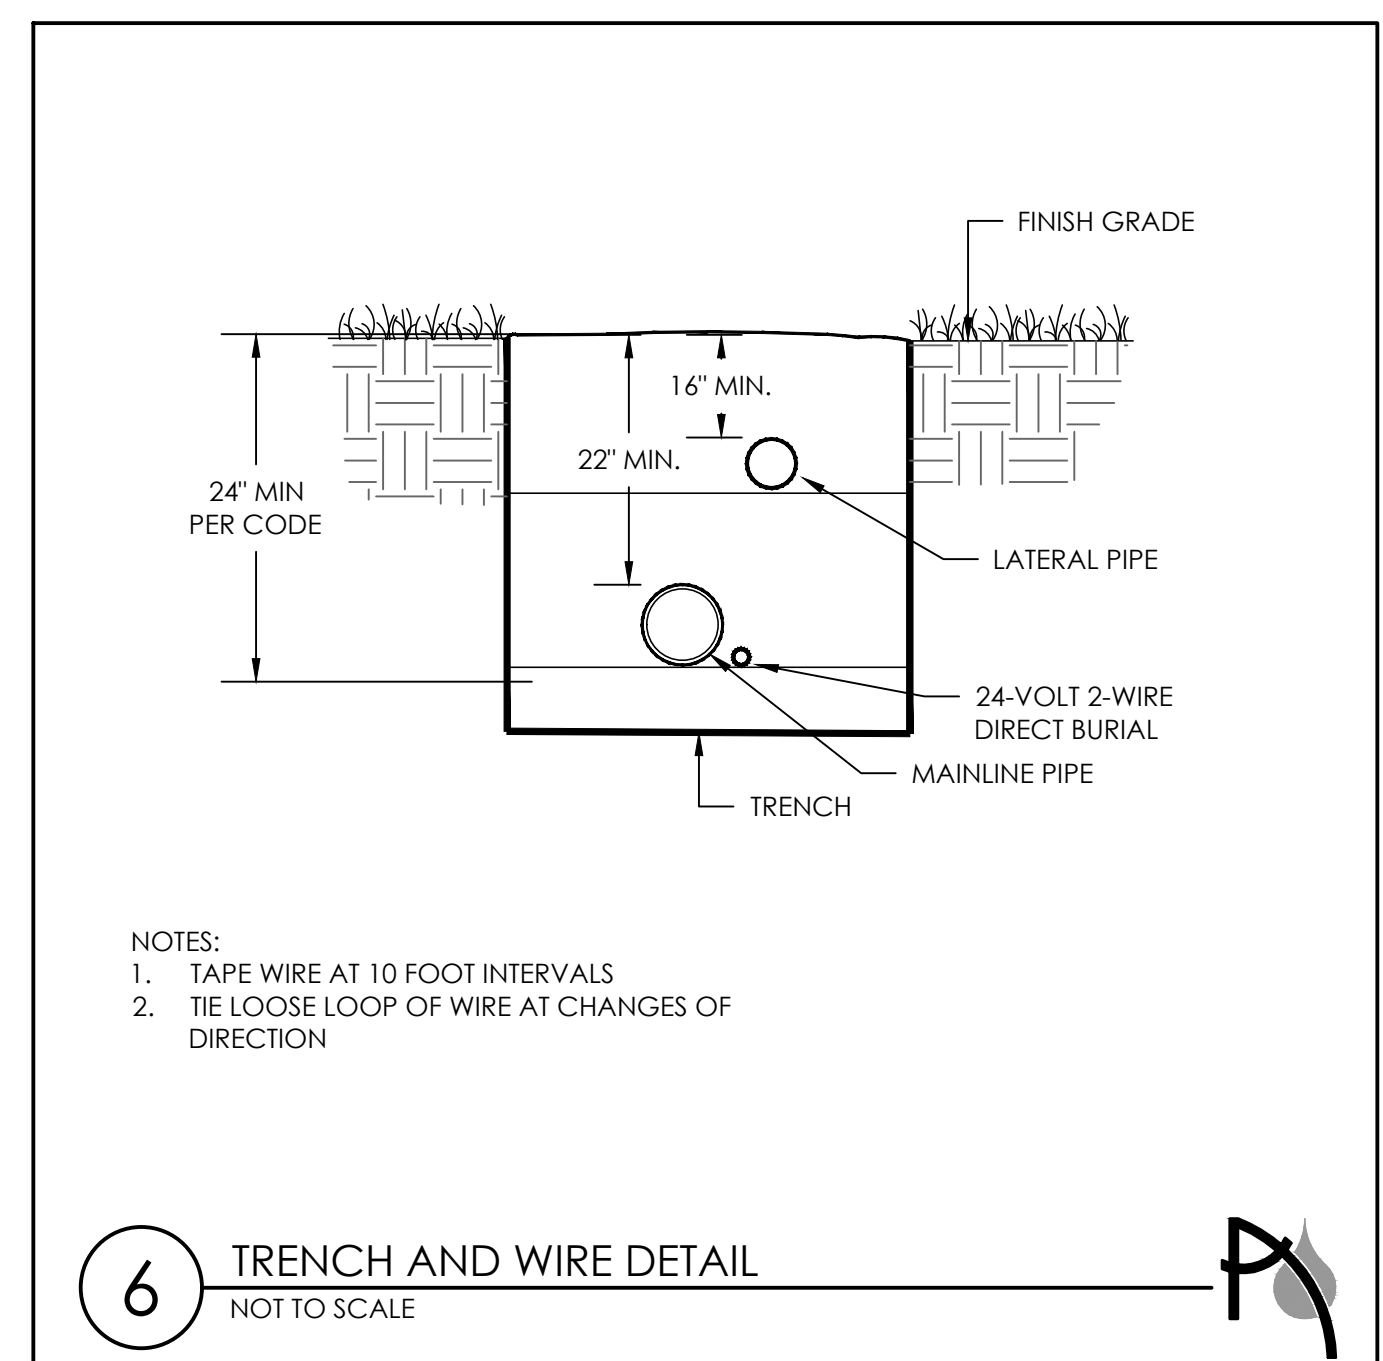 FINISH GRADE
16" MIN.
22" MIN.
24" MIN
PER CODE
LATERAL PIPE
24-VOLT 2-WIRE
DIRECT BURIAL
MAINLINE PIPE
TRENCH
NOTES:
1. TAPE WIRE AT 10 FOOT INTERVALS
2. TIE LOOSE LOOP OF WIRE AT CHANGES OF
DIRECTION
6
TRENCH AND WIRE DETAIL
NOT TO SCALE